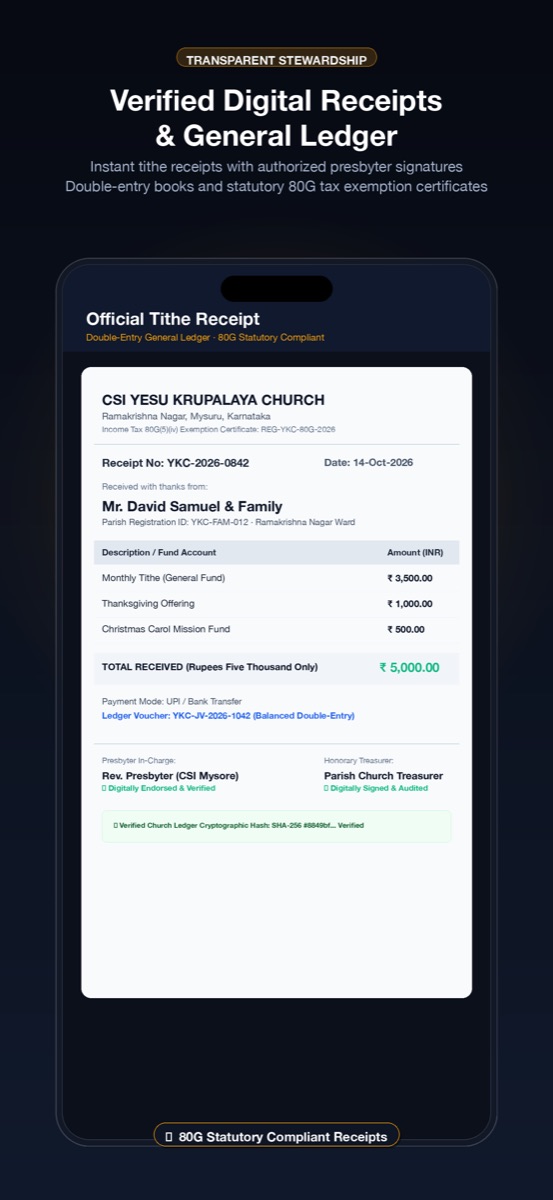 TRANSPARENT STEWARDSHIP
Verified Digital Receipts
& General Ledger
Instant tithe receipts with authorized presbyter signatures
Double-entry books and statutory 80G tax exemption certificates
Official Tithe Receipt
Double-Entry General Ledger · 80G Statutory Compliant
CSI YESU KRUPALAYA CHURCH
Ramakrishna Nagar, Mysuru, Karnataka
Income Tax 80G(5)(iv) Exemption Certificate: REG-YKC-80G-2026
Receipt No: YKC-2026-0842 Date: 14-Oct-2026
Received with thanks from:
Mr. David Samuel & Family
Parish Registration ID: YKC-FAM-012 · Ramakrishna Nagar Ward
Description / Fund Account Amount (INR)
Monthly Tithe (General Fund) ₹ 3,500.00
Thanksgiving Offering ₹ 1,000.00
Christmas Carol Mission Fund ₹ 500.00
TOTAL RECEIVED (Rupees Five Thousand Only) ₹ 5,000.00
Payment Mode: UPI / Bank Transfer
Ledger Voucher: YKC-JV-2026-1042 (Balanced Double-Entry)
Presbyter In-Charge: Honorary Treasurer:
Rev. Presbyter (CSI Mysore) Parish Church Treasurer
Digitally Endorsed & Verified Digitally Signed & Audited
Verified Church Ledger Cryptographic Hash: SHA-256 #8849bf... Verified
80G Statutory Compliant Receipts